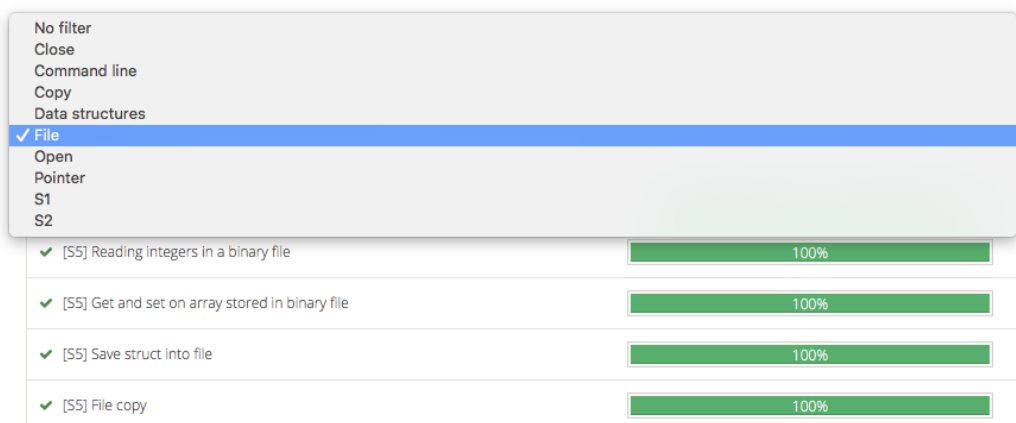 No filter
Close
Command line
Copy
Data structures
✓ File
Open
Pointer
S1
S2
✔ [S5] Reading integers in a binary file 100%
✔ [S5] Get and set on array stored in binary file 100%
✔ [S5] Save struct into file 100%
✔ [S5] File copy 100%